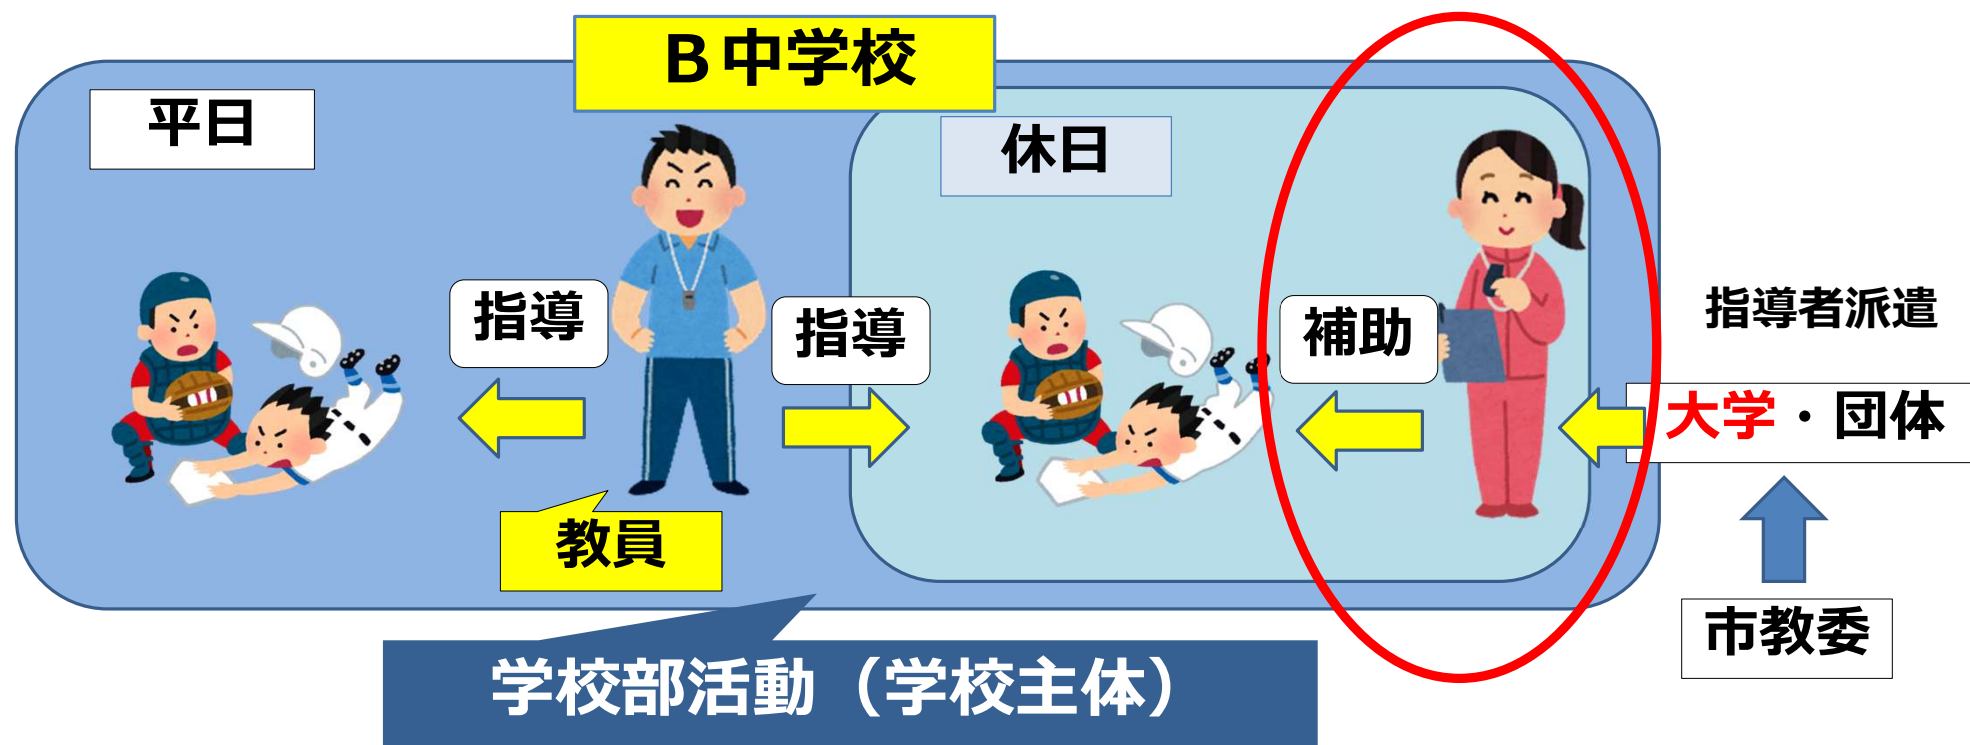 B中学校
平日
休日
指導
指導
補助
指導者派遣
大学・団体
教員
市教委
学校部活動（学校主体）